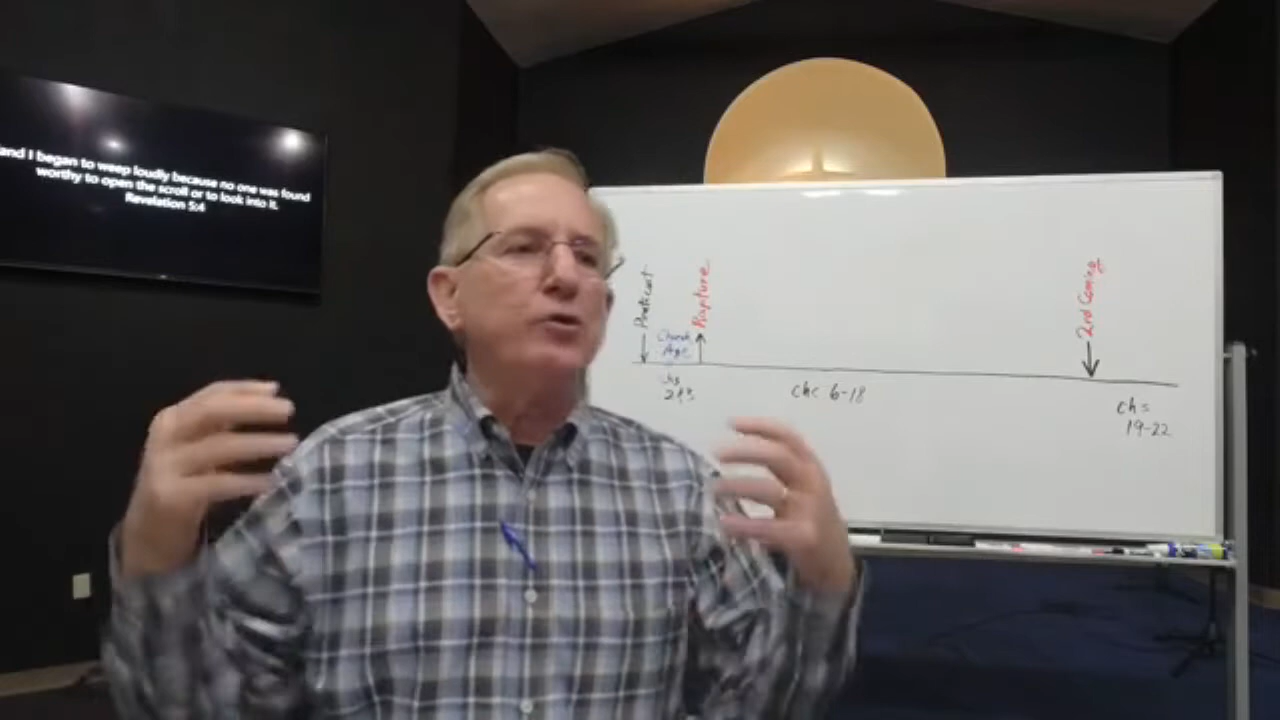 and I began to weep loudly because no one was found
worthy to open the scroll or to look into it.
Revelation 5:4
Pentecost
Church
Age
Rapture
2nd Coming
chs
2&3
chs 6-18
chs
19-22